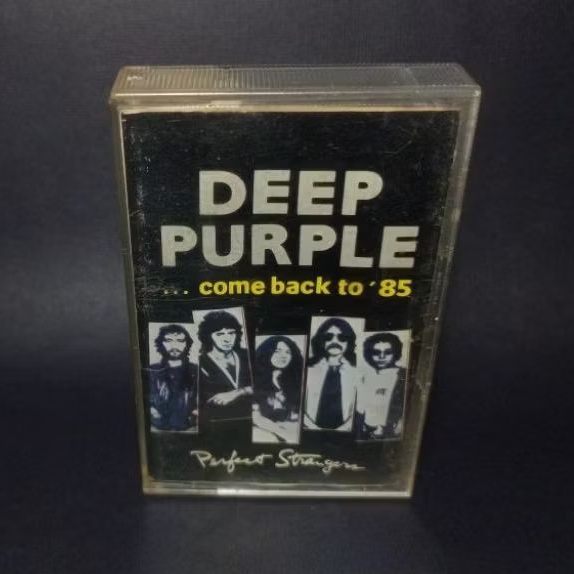 DEEP
PURPLE
... come back to '85
Perfect Strangers